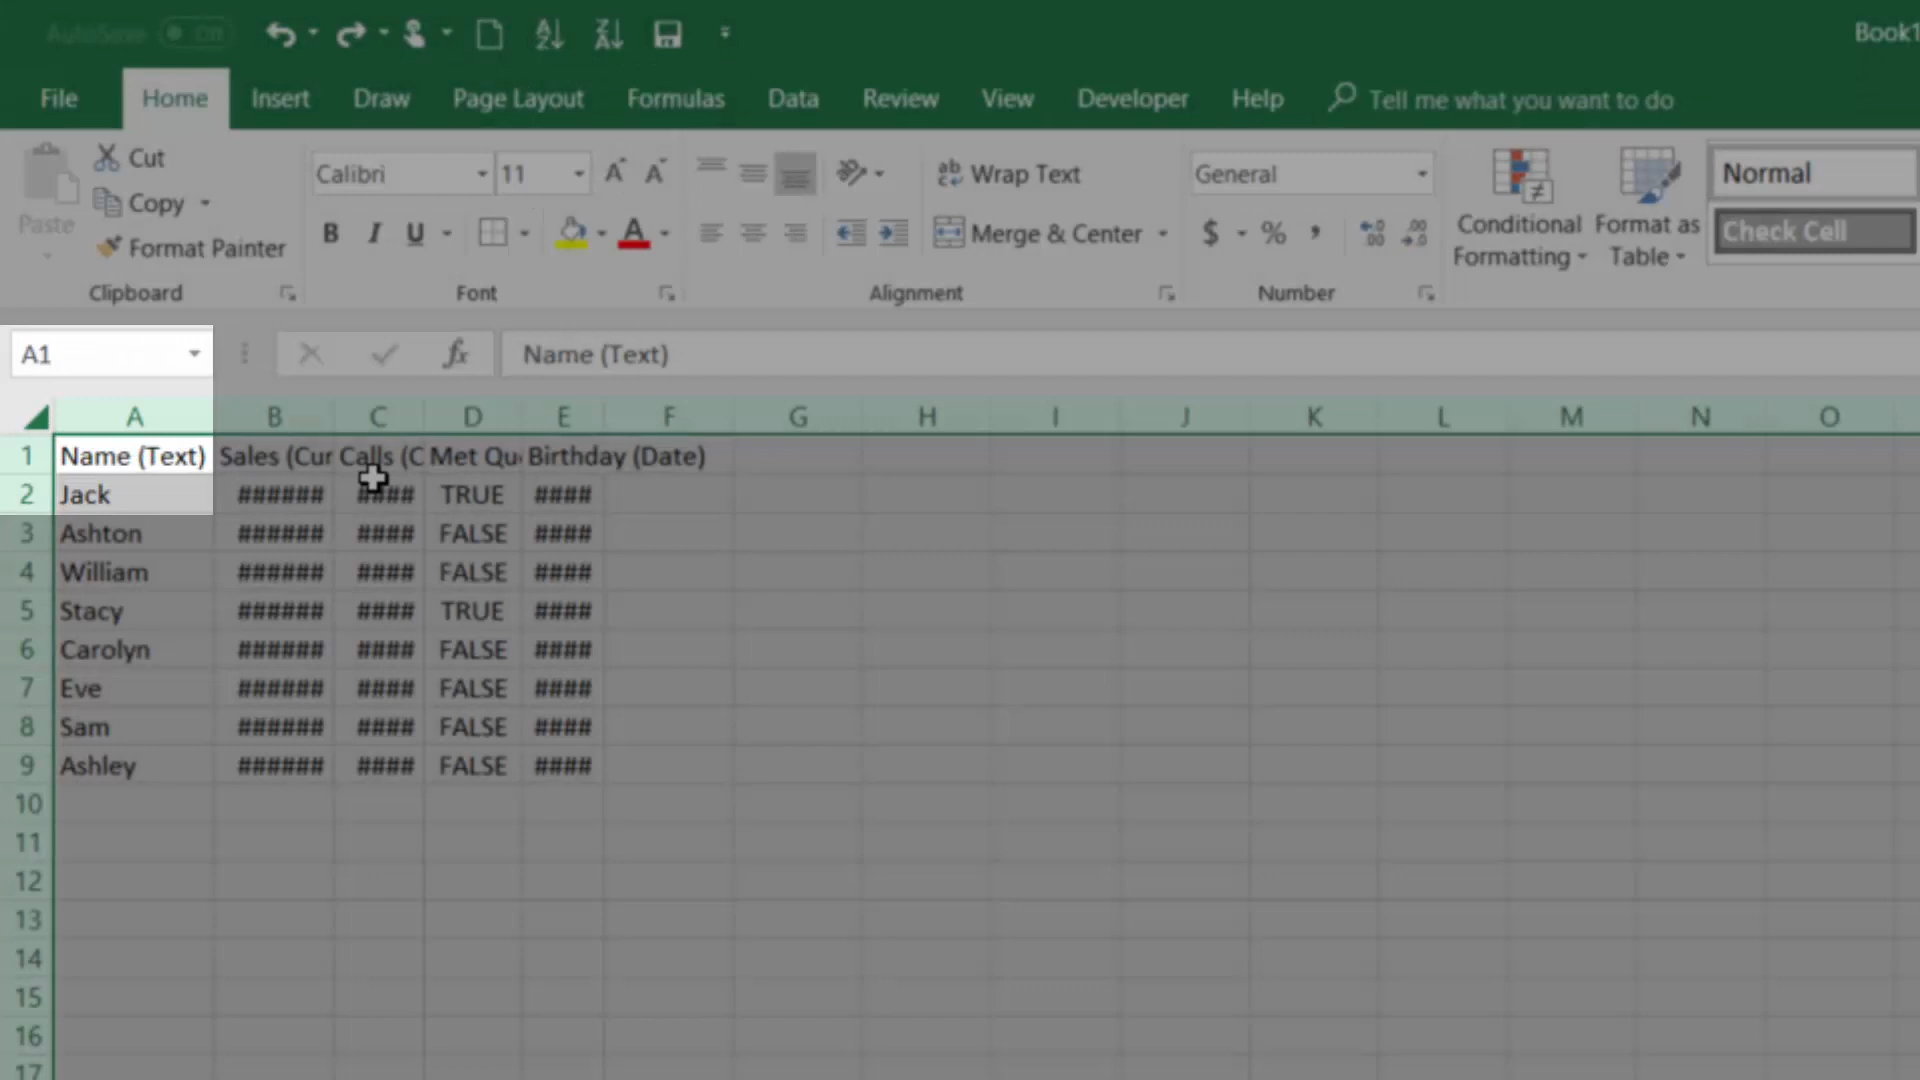 AutoSave Off
Book1
File Home Insert Draw Page Layout Formulas Data Review View Developer Help Tell me what you want to do
Paste
Cut
Copy
Format Painter
Clipboard
Calibri 11
B I U A
Font
Wrap Text
Merge & Center
Alignment
General
$ % ,
Number
Conditional Formatting
Format as Table
Normal
Check Cell
A1 fx Name (Text)
A B C D E F G H I J K L M N O
1 Name (Text) Sales (Cur Calls (C Met Qu Birthday (Date)
2 Jack ###### #### TRUE ####
3 Ashton ###### #### FALSE ####
4 William ###### #### FALSE ####
5 Stacy ###### #### TRUE ####
6 Carolyn ###### #### FALSE ####
7 Eve ###### #### FALSE ####
8 Sam ###### #### FALSE ####
9 Ashley ###### #### FALSE ####
10
11
12
13
14
15
16
17